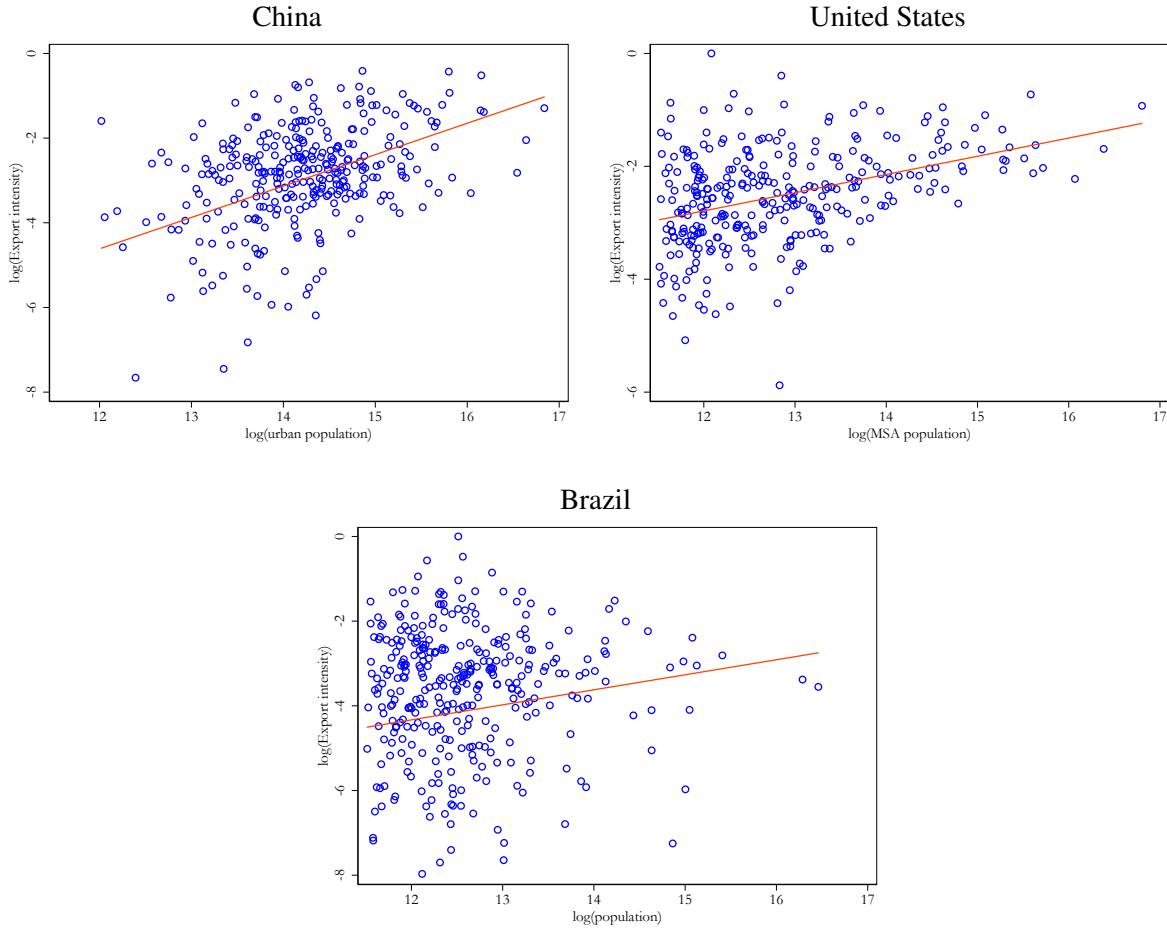 China
United States
0
-2
-4
-6
-8
log(Export intensity)
12 13 14 15 16 17
log(urban population)
0
-2
-4
-6
log(Export intensity)
12 13 14 15 16 17
log(MSA population)
Brazil
0
-2
-4
-6
-8
log(Export intensity)
12 13 14 15 16 17
log(population)